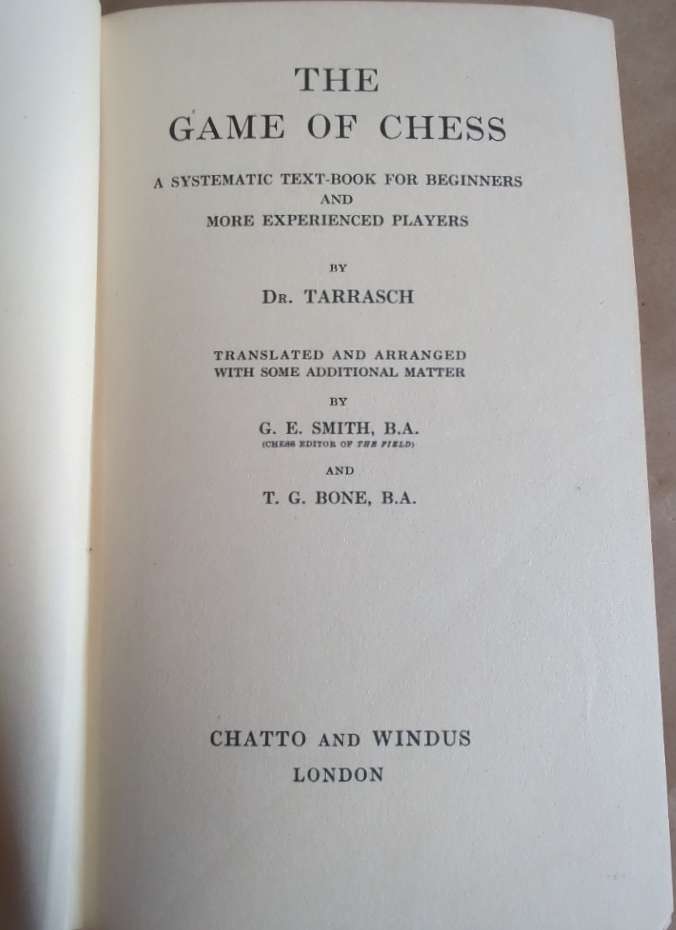 THE
GAME OF CHESS
A SYSTEMATIC TEXT-BOOK FOR BEGINNERS
AND
MORE EXPERIENCED PLAYERS
BY
DR. TARRASCH
TRANSLATED AND ARRANGED
WITH SOME ADDITIONAL MATTER
BY
G. E. SMITH, B.A.
(CHESS EDITOR OF THE FIELD)
AND
T. G. BONE, B.A.
CHATTO AND WINDUS
LONDON